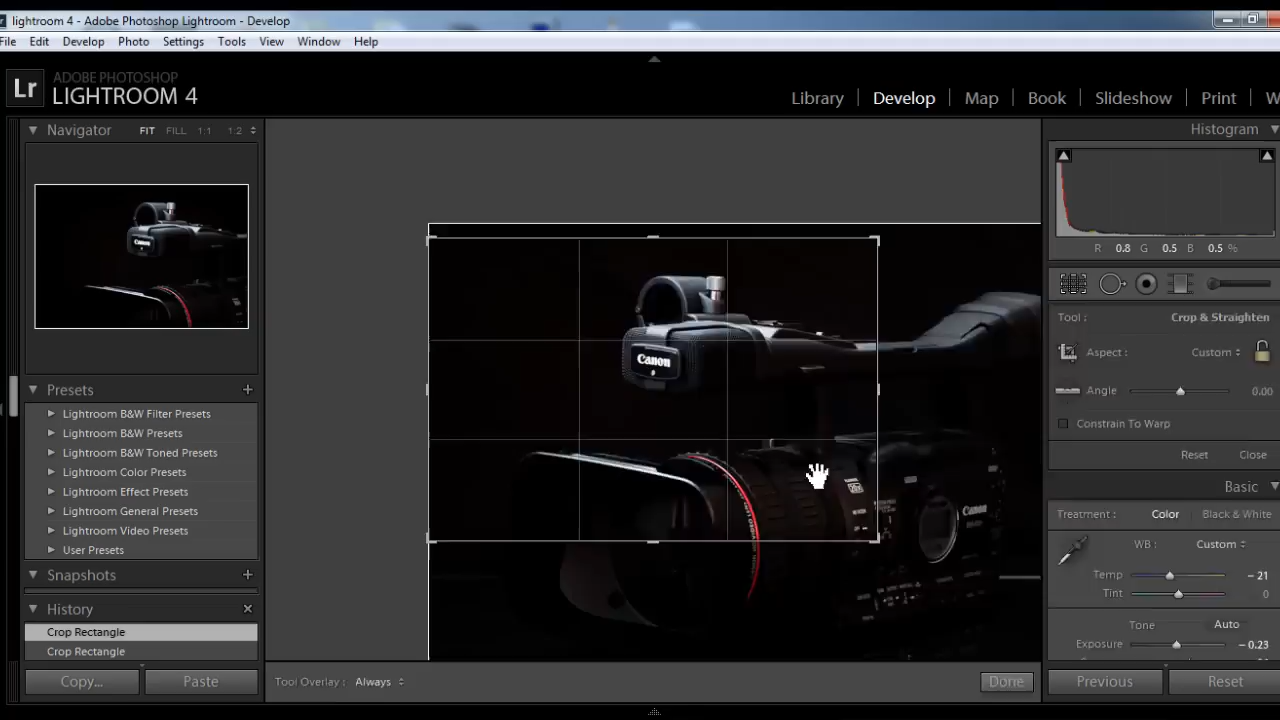 lightroom 4 - Adobe Photoshop Lightroom - Develop
File Edit Develop Photo Settings Tools View Window Help
Lr ADOBE PHOTOSHOP
LIGHTROOM 4
Library | Develop | Map | Book | Slideshow | Print | W
Navigator FIT FILL 1:1 1:2
Histogram
Canon
R 0.8 G 0.5 B 0.5 %
Tool : Crop & Straighten
Aspect : Custom
Canon
Presets
Angle 0.00
Lightroom B&W Filter Presets
Constrain To Warp
Lightroom B&W Presets
Lightroom B&W Toned Presets
Reset Close
Lightroom Color Presets
Lightroom Effect Presets
Basic
Lightroom General Presets
Treatment : Color Black & White
Canon
Lightroom Video Presets
WB : Custom
User Presets
Snapshots
Temp - 21
Tint 0
History
Tone Auto
Crop Rectangle
Exposure - 0.23
Crop Rectangle
Copy... Paste
Tool Overlay : Always Done
Previous Reset